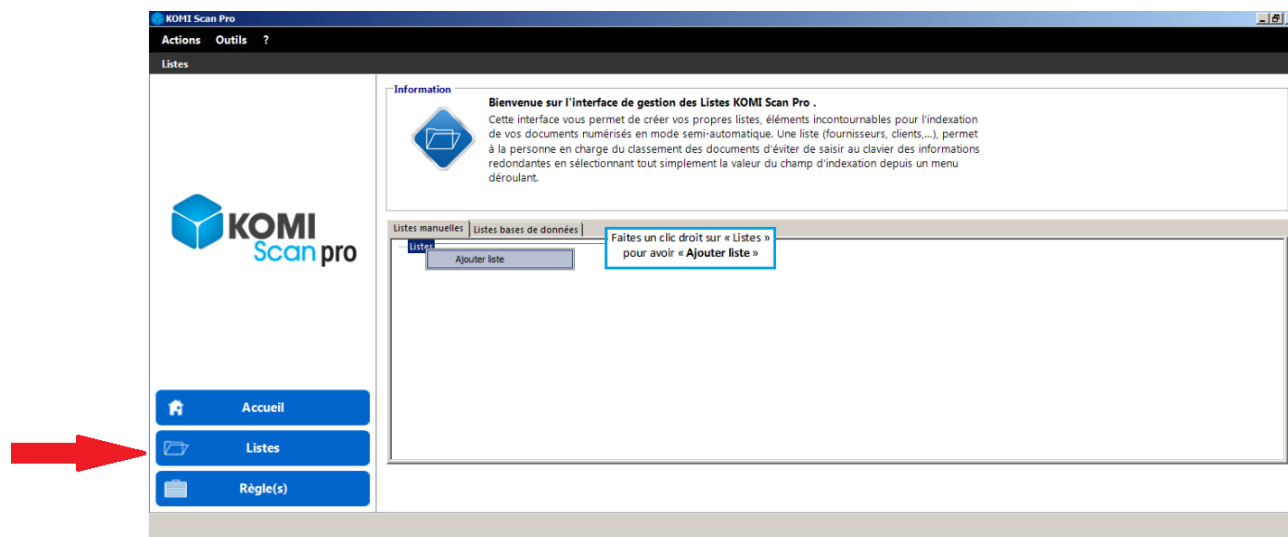 KOMI Scan Pro
Actions Outils ?
Listes
Information
Bienvenue sur l'interface de gestion des Listes KOMI Scan Pro .
Cette interface vous permet de créer vos propres listes, éléments incontournables pour l'indexation
de vos documents numérisés en mode semi-automatique. Une liste (fournisseurs, clients,...), permet
à la personne en charge du classement des documents d'éviter de saisir au clavier des informations
redondantes en sélectionnant tout simplement la valeur du champ d'indexation depuis un menu
déroulant.
KOMI
Scan pro
Listes manuelles Listes bases de données
Listes
Ajouter liste
Faites un clic droit sur « Listes »
pour avoir « Ajouter liste »
Accueil
Listes
Règle(s)